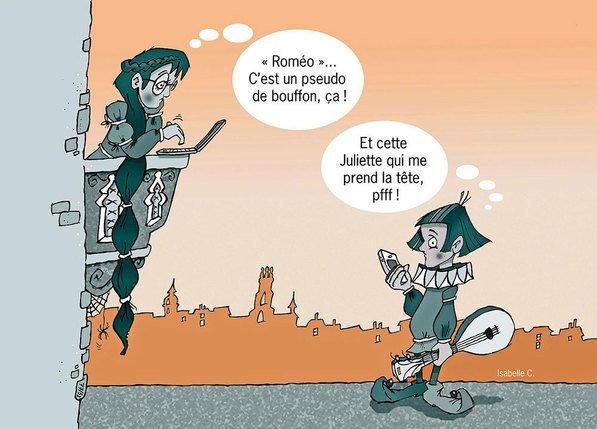 « Roméo »...
C'est un pseudo
de bouffon, ça !
Et cette
Juliette qui me
prend la tête,
pfff !
Isabelle C.